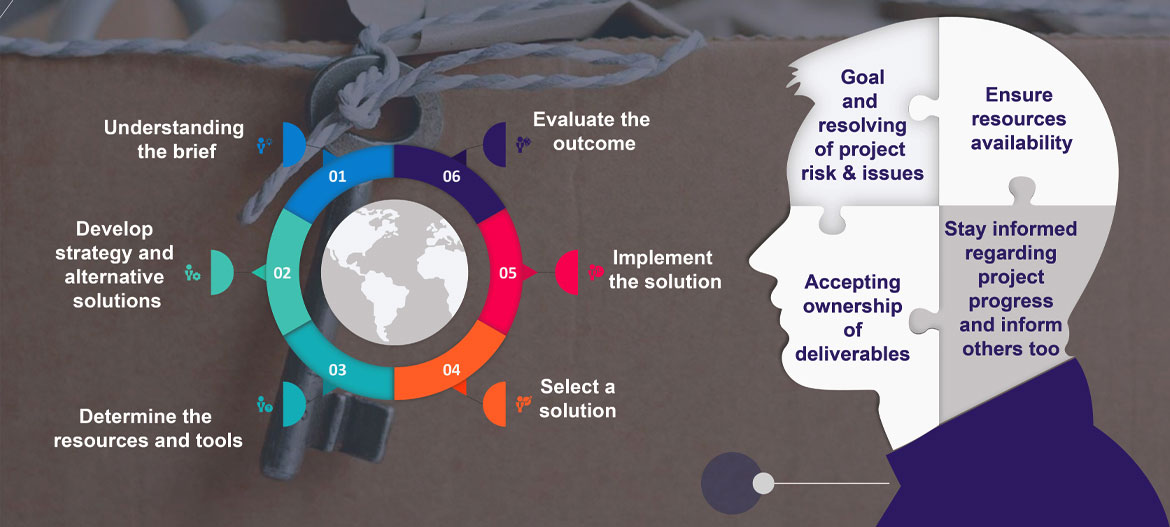 Understanding
the brief
01
Develop
strategy and
alternative
solutions
02
Determine the
resources and tools
03
Select a
solution
04
Implement
the solution
05
Evaluate the
outcome
06
Goal
and
resolving
of project
risk & issues
Ensure
resources
availability
Accepting
ownership
of
deliverables
Stay informed
regarding
project
progress
and inform
others too